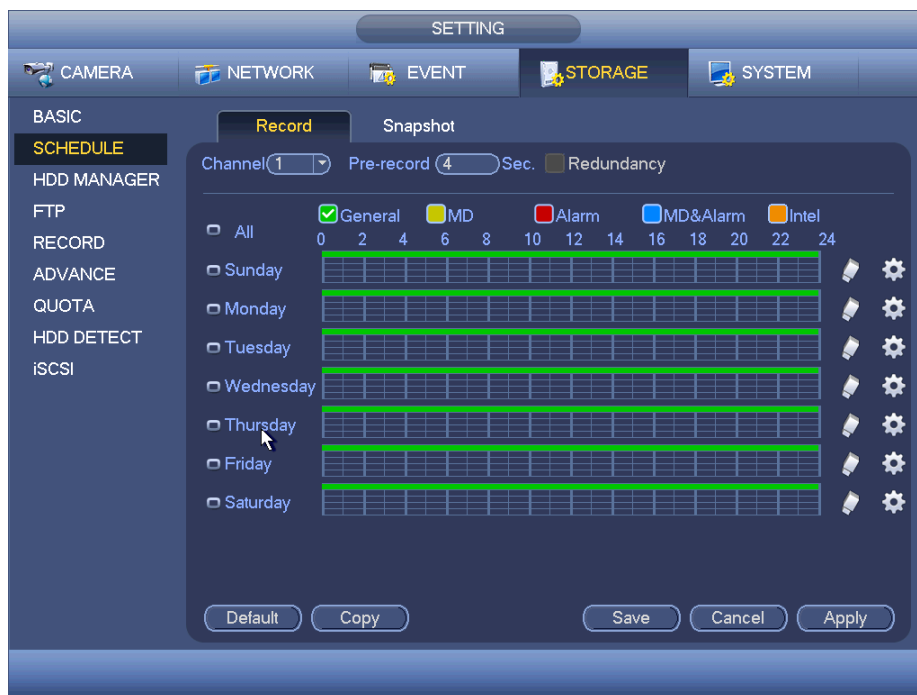 SETTING
CAMERA NETWORK EVENT STORAGE SYSTEM
BASIC
SCHEDULE
HDD MANAGER
FTP
RECORD
ADVANCE
QUOTA
HDD DETECT
iSCSI
Record Snapshot
Channel 1 Pre-record 4 Sec. Redundancy
General MD Alarm MD&Alarm Intel
All 0 2 4 6 8 10 12 14 16 18 20 22 24
Sunday
Monday
Tuesday
Wednesday
Thursday
Friday
Saturday
Default Copy Save Cancel Apply